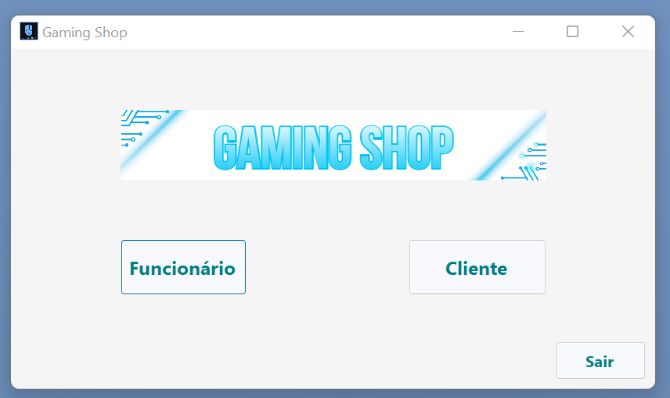 Gaming Shop
GAMING SHOP
Funcionário
Cliente
Sair